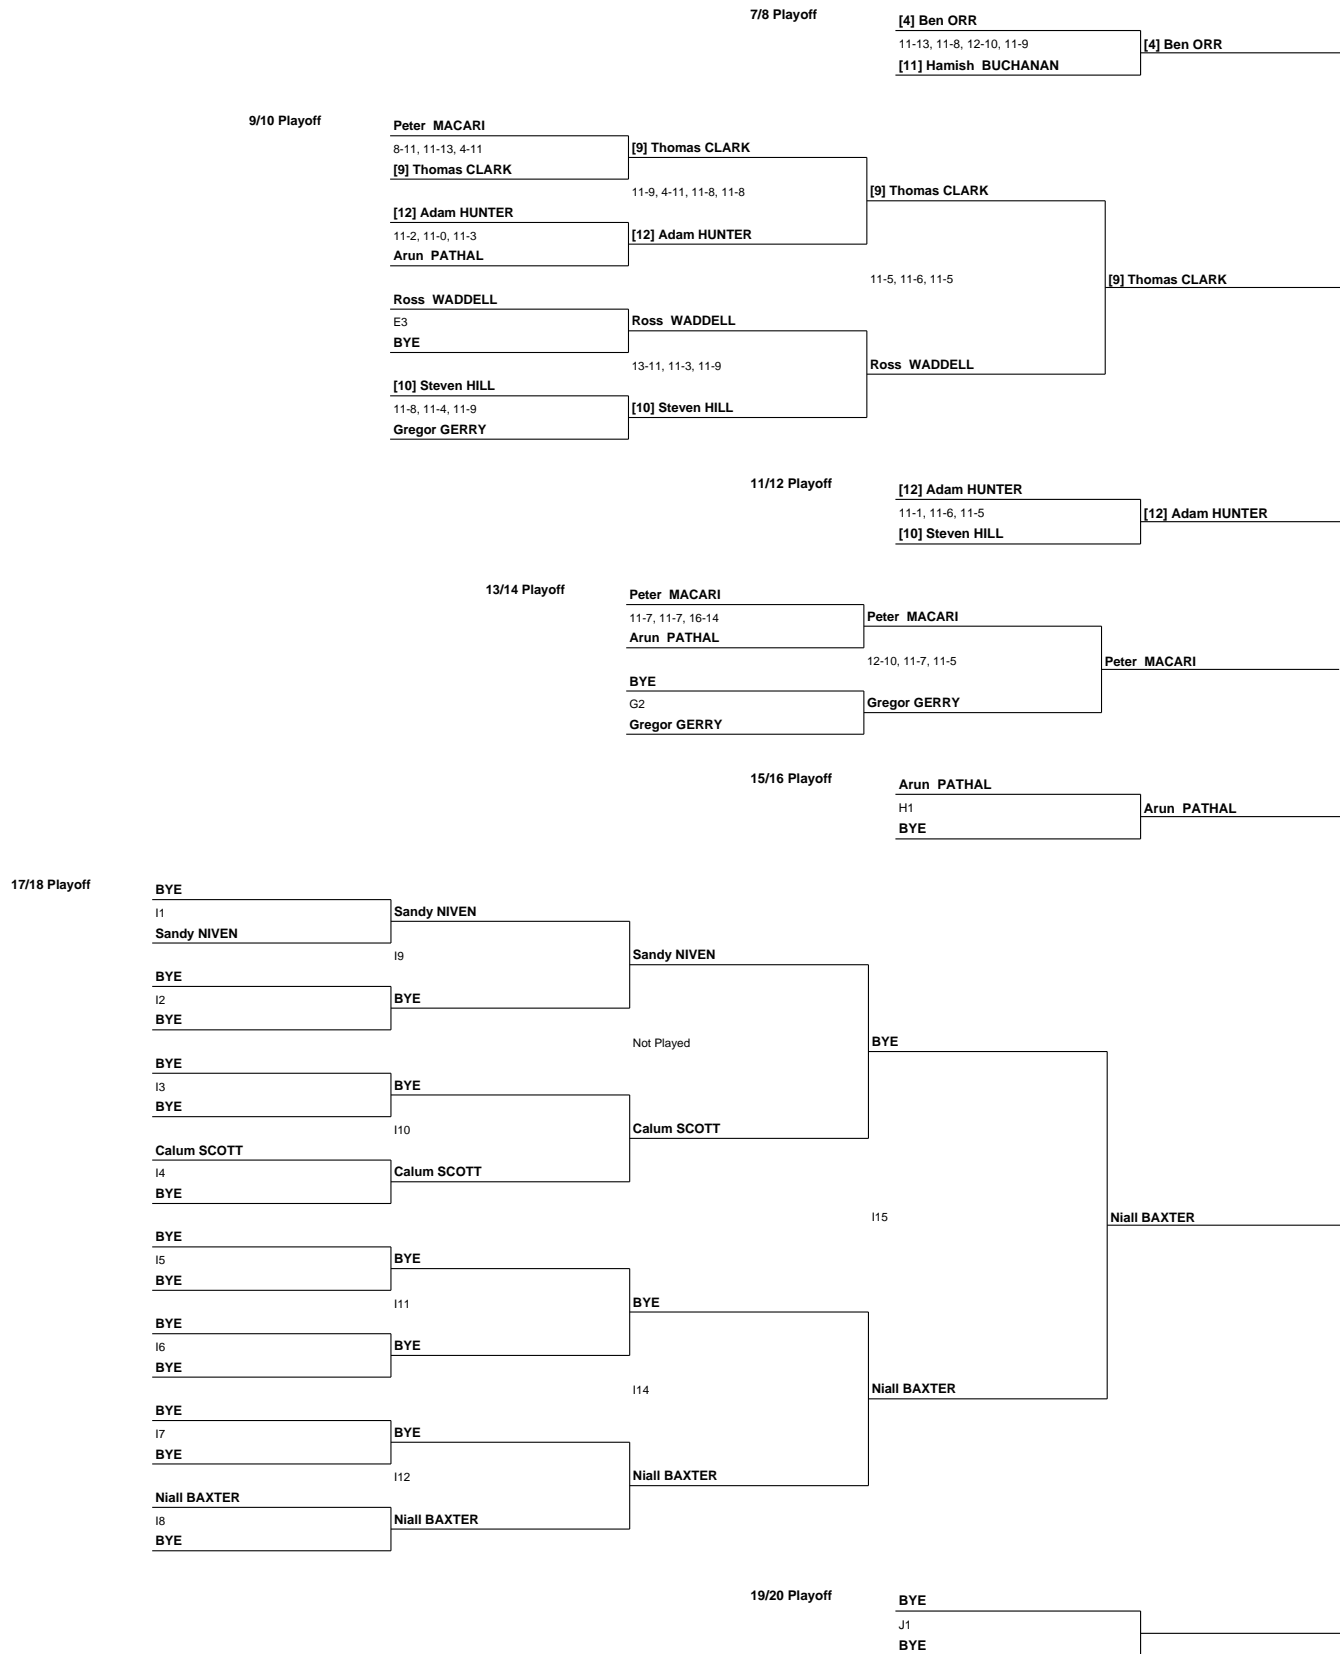 7/8 Playoff
[4] Ben ORR
11-13, 11-8, 12-10, 11-9
[4] Ben ORR
[11] Hamish BUCHANAN
9/10 Playoff
Peter MACARI
8-11, 11-13, 4-11
[9] Thomas CLARK
[9] Thomas CLARK
11-9, 4-11, 11-8, 11-8
[9] Thomas CLARK
[12] Adam HUNTER
11-2, 11-0, 11-3
[12] Adam HUNTER
Arun PATHAL
11-5, 11-6, 11-5
[9] Thomas CLARK
Ross WADDELL
E3
Ross WADDELL
BYE
13-11, 11-3, 11-9
Ross WADDELL
[10] Steven HILL
11-8, 11-4, 11-9
[10] Steven HILL
Gregor GERRY
11/12 Playoff
[12] Adam HUNTER
11-1, 11-6, 11-5
[12] Adam HUNTER
[10] Steven HILL
13/14 Playoff
Peter MACARI
11-7, 11-7, 16-14
Peter MACARI
Arun PATHAL
12-10, 11-7, 11-5
Peter MACARI
BYE
G2
Gregor GERRY
Gregor GERRY
15/16 Playoff
Arun PATHAL
H1
Arun PATHAL
BYE
17/18 Playoff
BYE
I1
Sandy NIVEN
Sandy NIVEN
I9
Sandy NIVEN
BYE
I2
BYE
BYE
Not Played
BYE
BYE
I3
BYE
BYE
I10
Calum SCOTT
Calum SCOTT
I4
Calum SCOTT
BYE
I15
Niall BAXTER
BYE
I5
BYE
BYE
I11
BYE
BYE
I6
BYE
BYE
I14
Niall BAXTER
BYE
I7
BYE
BYE
I12
Niall BAXTER
Niall BAXTER
I8
Niall BAXTER
BYE
19/20 Playoff
BYE
J1
BYE